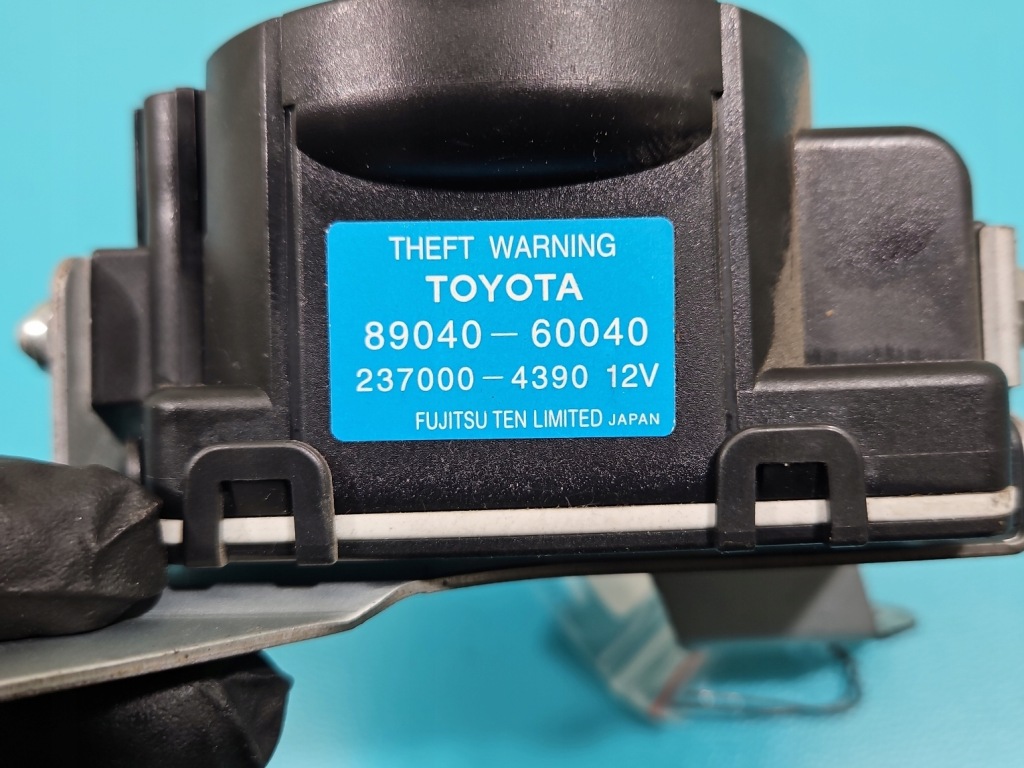 THEFT WARNING
TOYOTA
89040-60040
237000-4390 12V
FUJITSU TEN LIMITED JAPAN